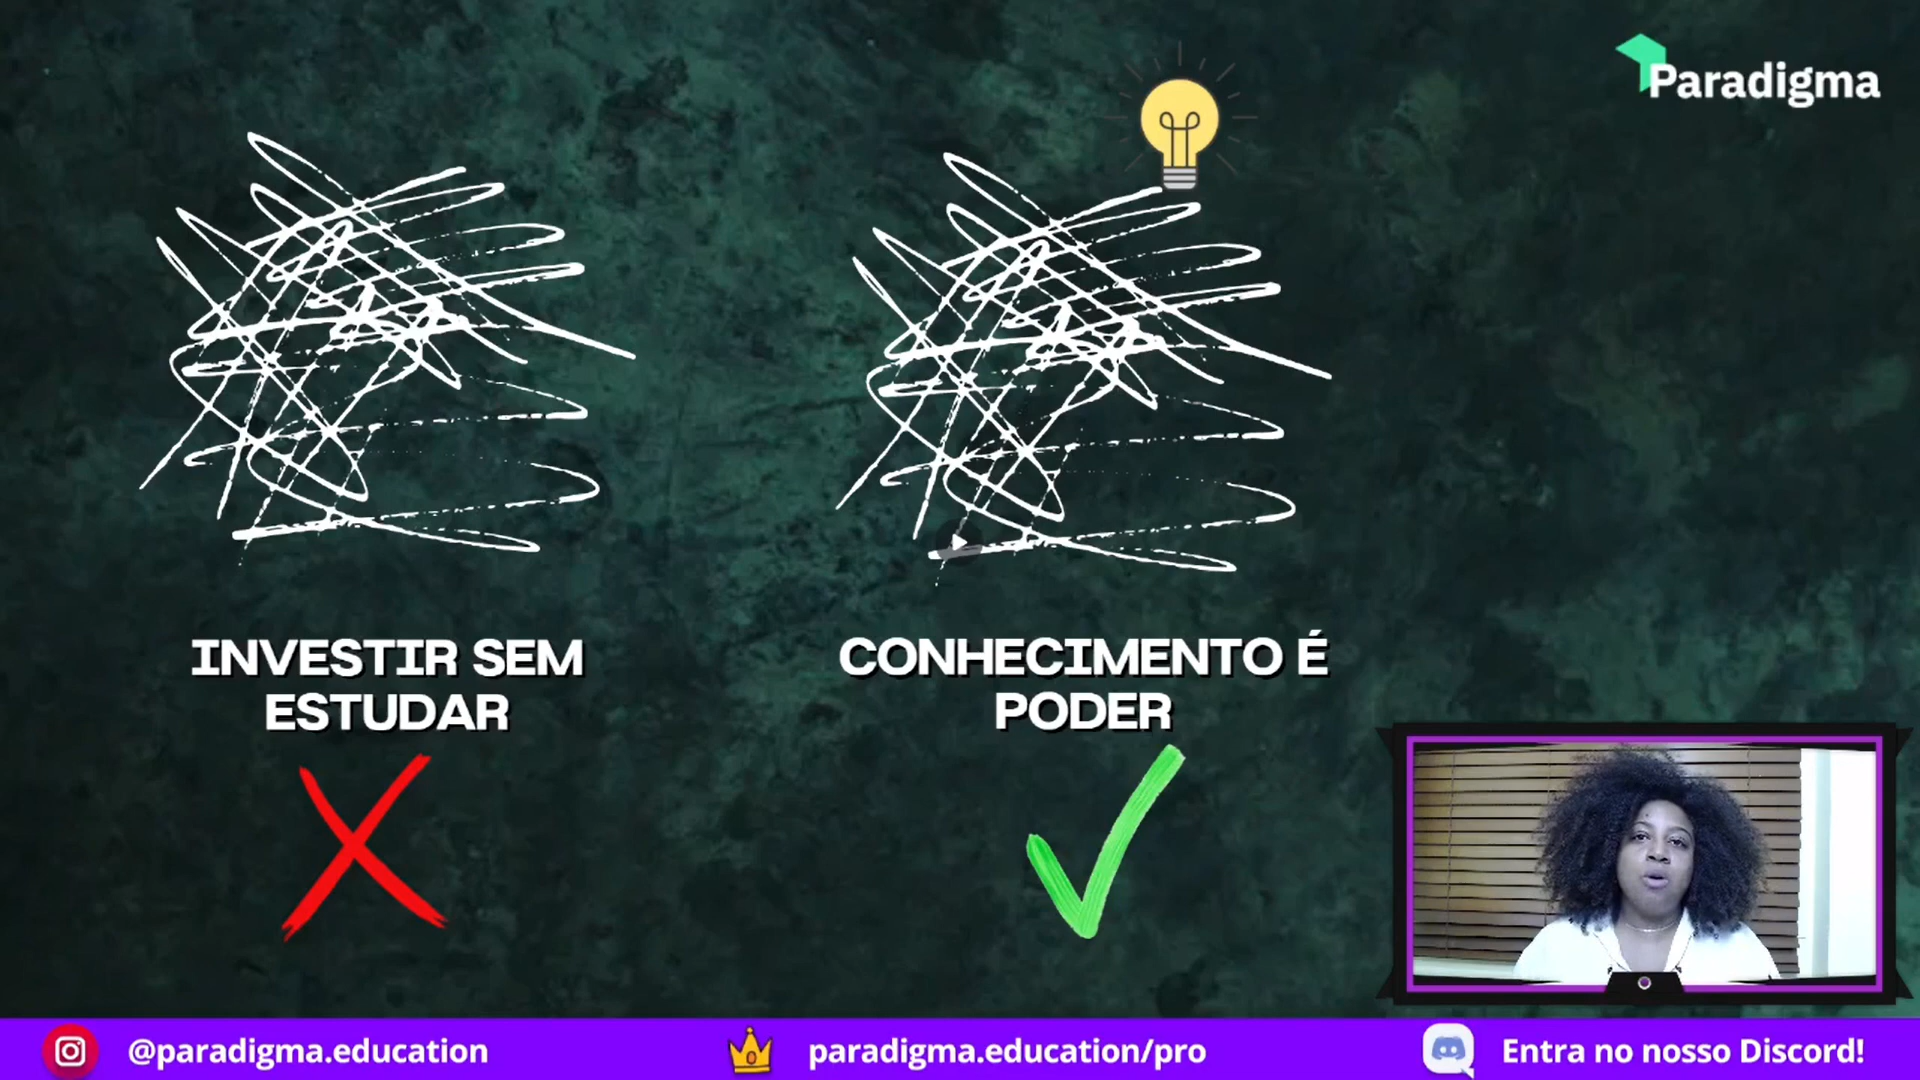 Paradigma
INVESTIR SEM
ESTUDAR
CONHECIMENTO É
PODER
@paradigma.education
paradigma.education/pro
Entra no nosso Discord!